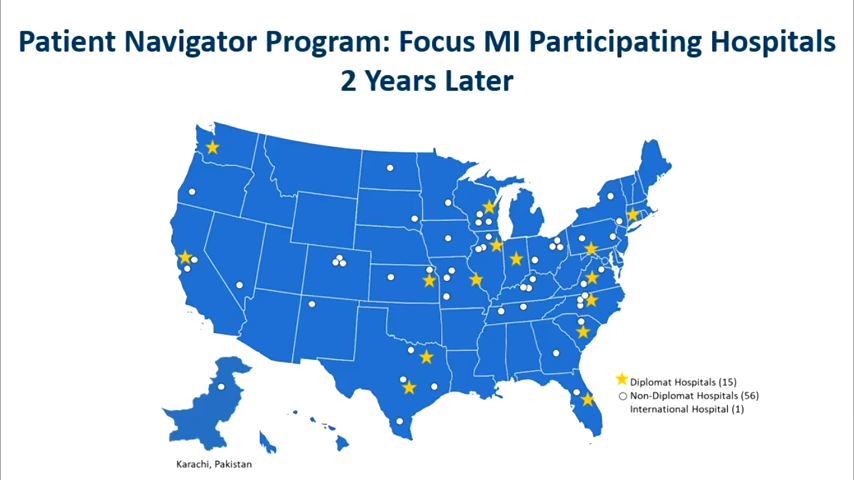 Patient Navigator Program: Focus MI Participating Hospitals
2 Years Later
Diplomat Hospitals (15)
Non-Diplomat Hospitals (56)
International Hospital (1)
Karachi, Pakistan